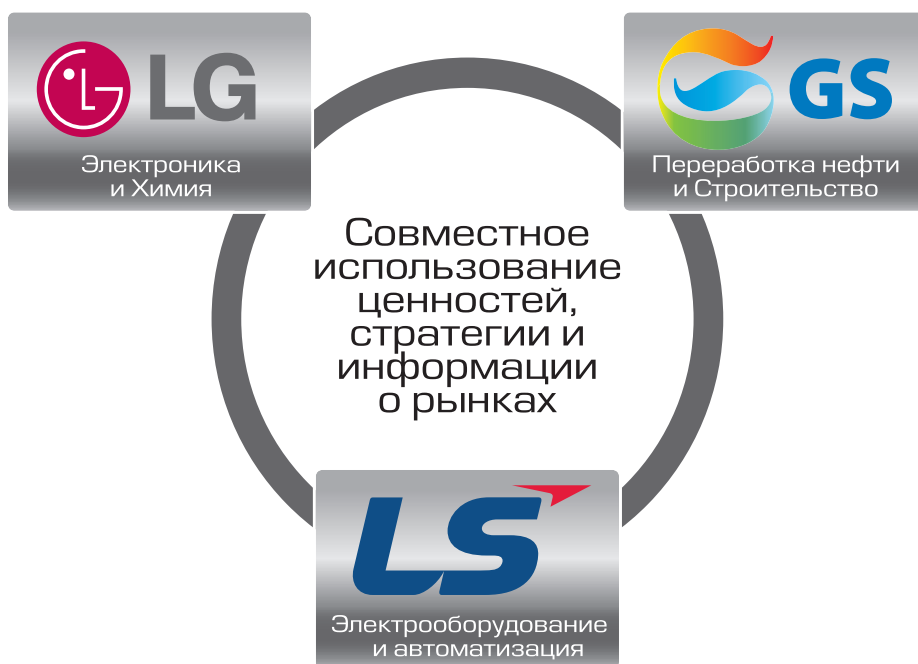 LG
Электроника
и Химия
GS
Переработка нефти
и Строительство
Совместное
использование
ценностей,
стратегии и
информации
о рынках
LS
Электрооборудование
и автоматизация